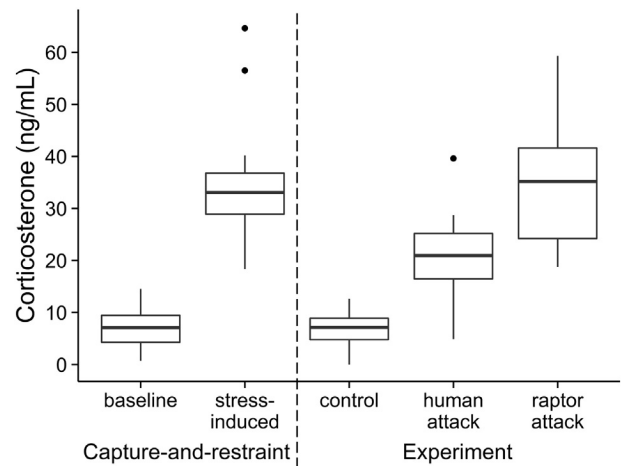 Corticosterone (ng/mL)
60
50
40
30
20
10
0
baseline
stress-
induced
control
human
attack
raptor
attack
Capture-and-restraint
Experiment